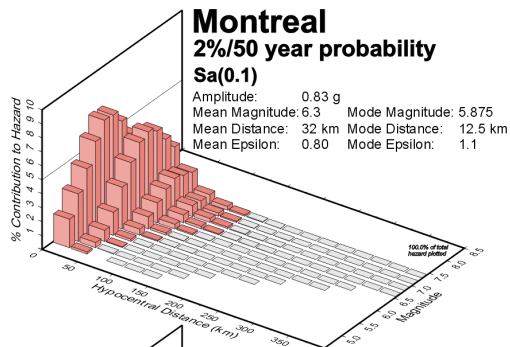 Montreal
2%/50 year probability
Sa(0.1)
Amplitude: 0.83 g
Mean Magnitude: 6.3 Mode Magnitude: 5.875
Mean Distance: 32 km Mode Distance: 12.5 km
Mean Epsilon: 0.80 Mode Epsilon: 1.1
% Contribution to Hazard
1 2 3 4 5 6 7 8 9 10
100.0% of total
hazard plotted
0 50 100 150 200 250 300 350
Hypocentral Distance (km)
5.0 5.5 6.0 6.5 7.0 7.5 8.0 8.5
Magnitude